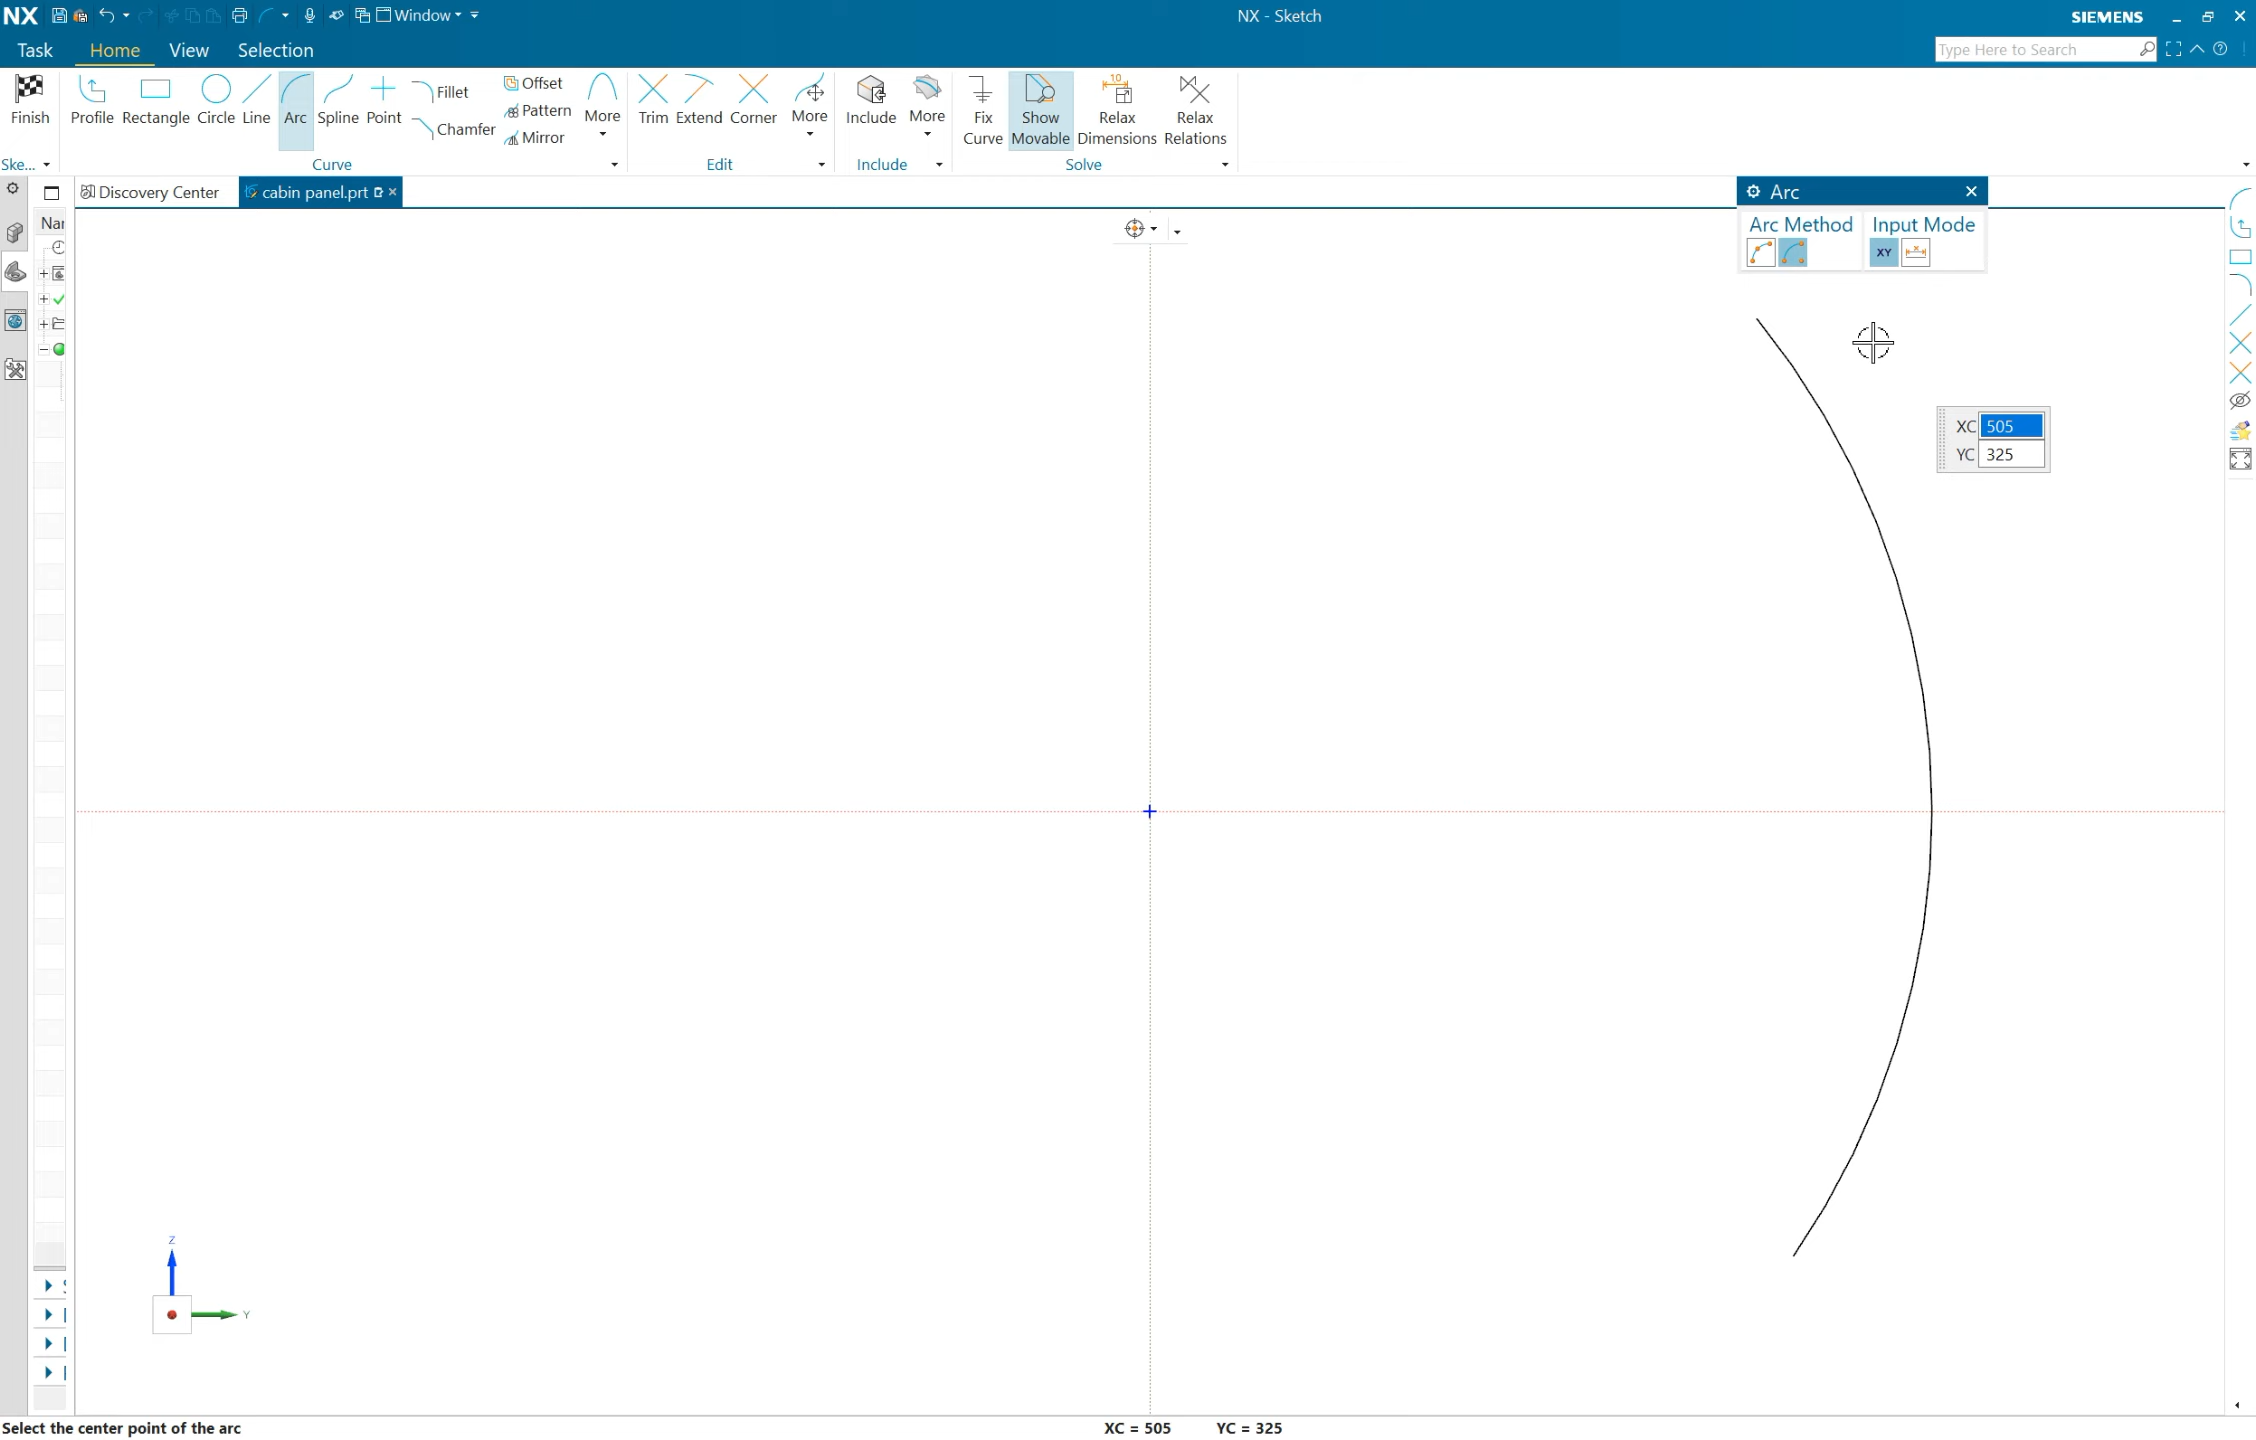 NX Window NX - Sketch SIEMENS
Task Home View Selection Type Here to Search
Finish Profile Rectangle Circle Line Arc Spline Point Fillet Chamfer Offset Pattern Mirror More Trim Extend Corner More Include More Fix Curve Show Movable Relax Dimensions Relax Relations
Ske... Curve Edit Include Solve
Discovery Center cabin panel.prt Arc
Nar
Arc Method Input Mode
XY
XC 505
YC 325
Z
Y
Select the center point of the arc XC = 505 YC = 325